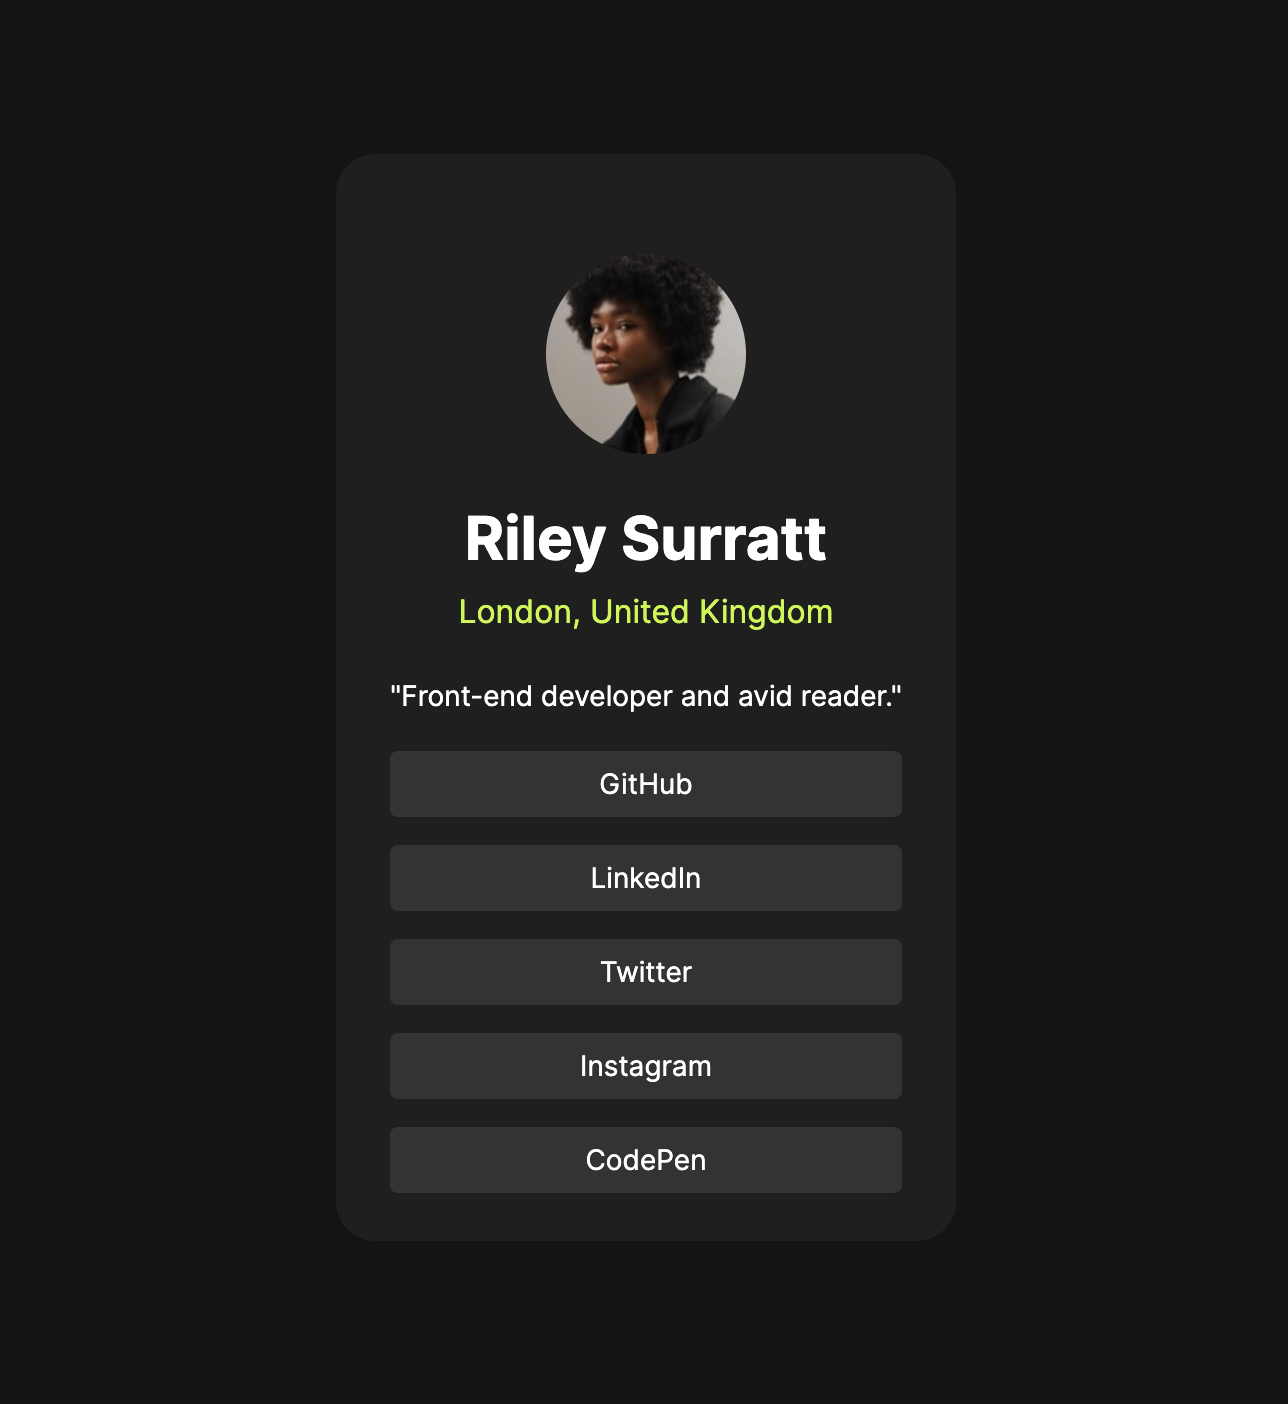 Riley Surratt
London, United Kingdom
"Front-end developer and avid reader."
GitHub
LinkedIn
Twitter
Instagram
CodePen